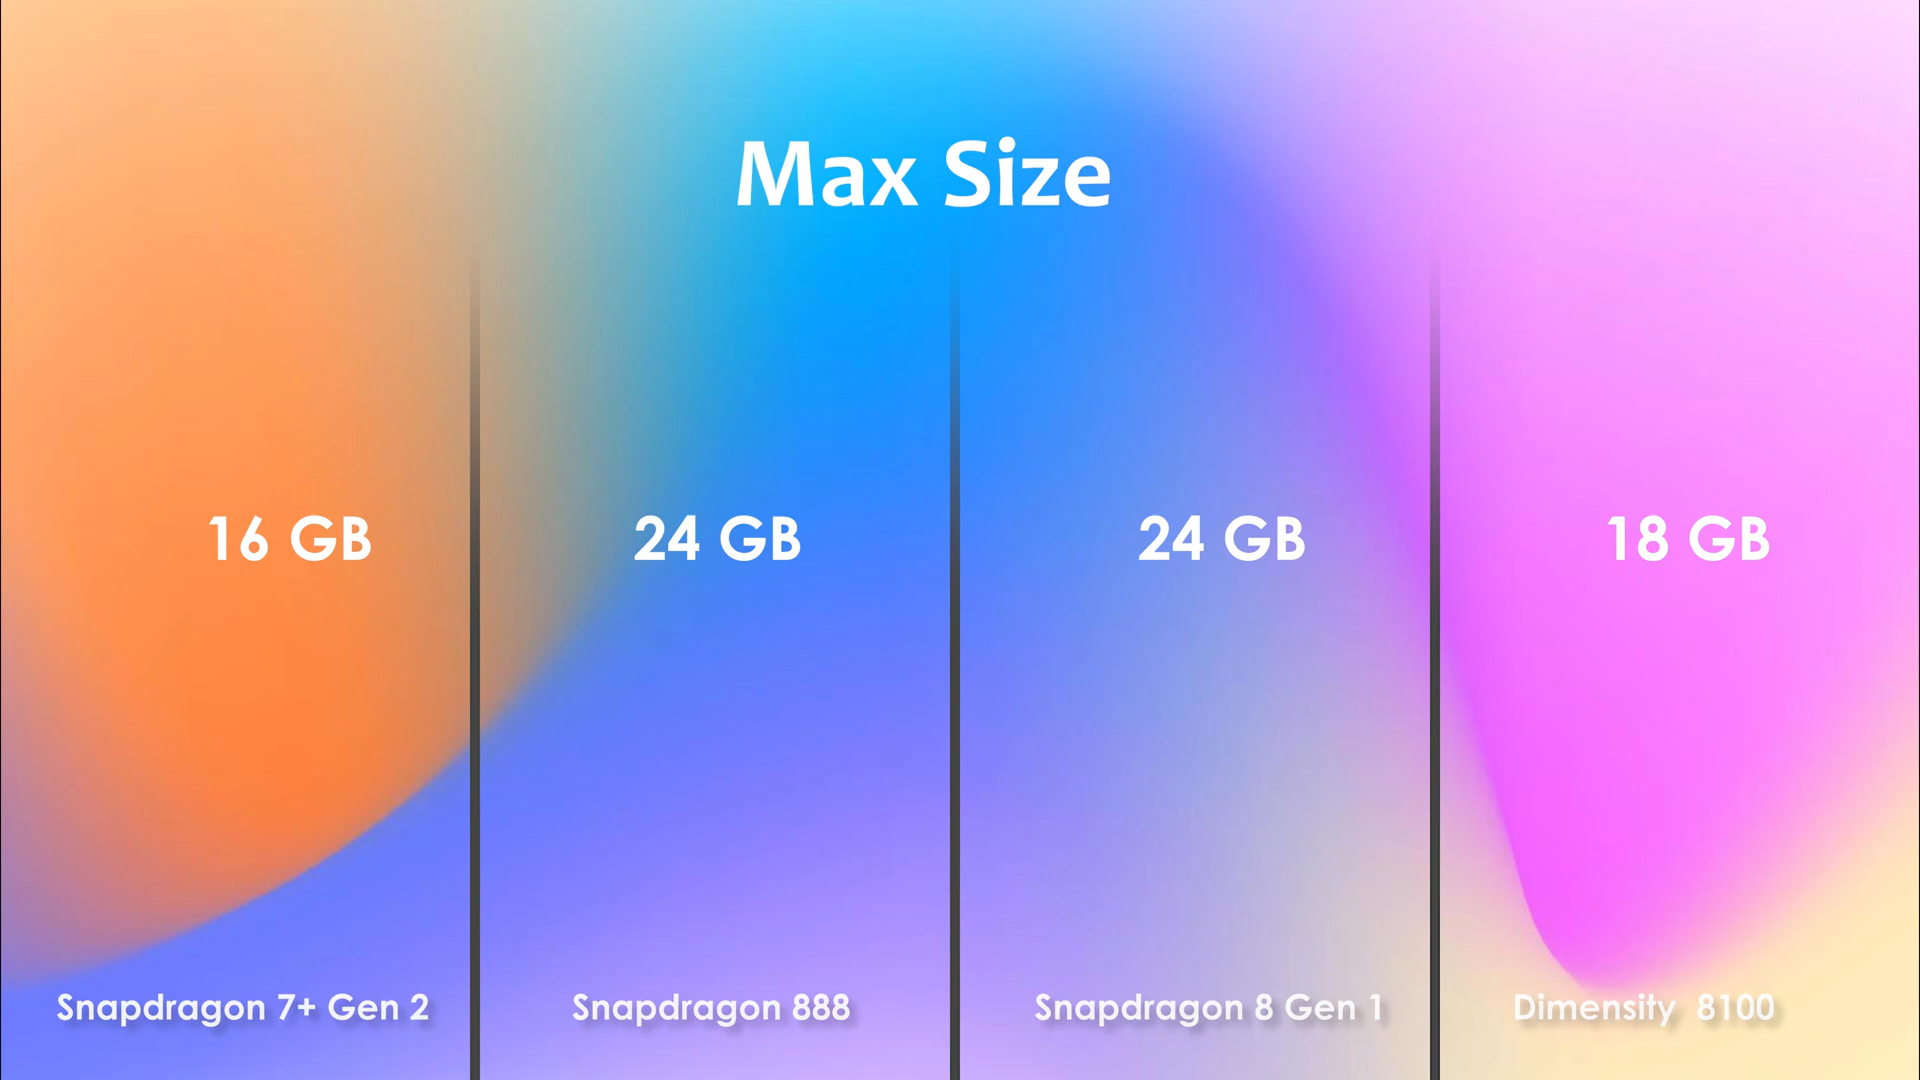 Max Size
16 GB
24 GB
24 GB
18 GB
Snapdragon 7+ Gen 2
Snapdragon 888
Snapdragon 8 Gen 1
Dimensity 8100